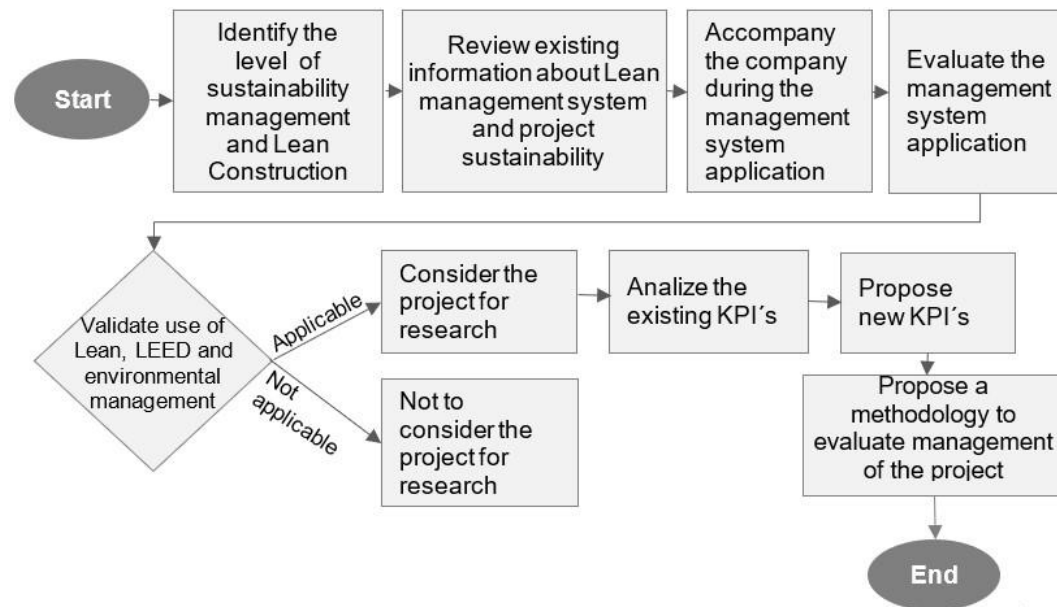 Start
Identify the
level of
sustainability
management
and Lean
Construction
Review existing
information about Lean
management system
and project
sustainability
Accompany
the company
during the
management
system
application
Evaluate the
management
system
application
Validate use of
Lean, LEED and
environmental
management
Applicable
Not
applicable
Consider the
project for
research
Analize the
existing KPI´s
Propose
new KPI´s
Not to
consider the
project for
research
Propose a
methodology to
evaluate management
of the project
End